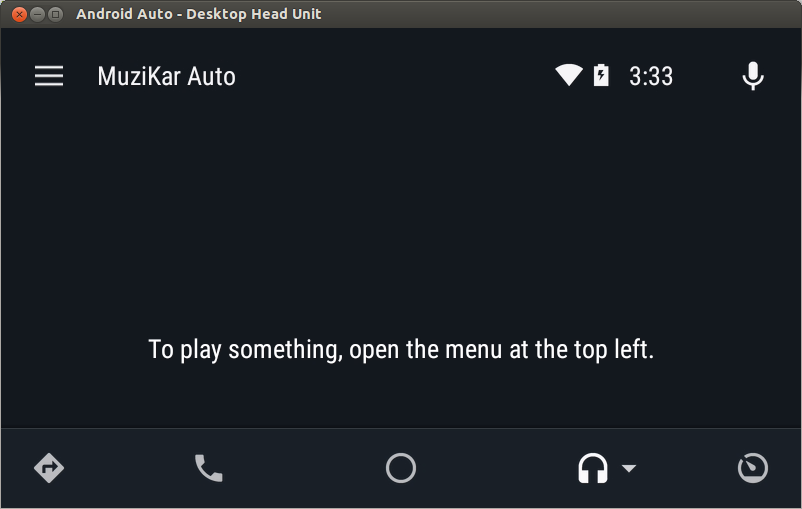 Android Auto - Desktop Head Unit
MuziKar Auto
3:33
To play something, open the menu at the top left.